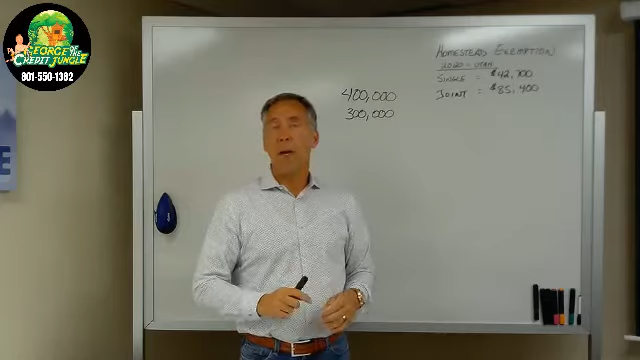 GEORGE
OF THE
CREDIT JUNGLE
801-550-1382
HOMESTEAD EXEMPTION
2020 - UTAH
SINGLE = $42,700
JOINT = $85,400
400,000
300,000
E